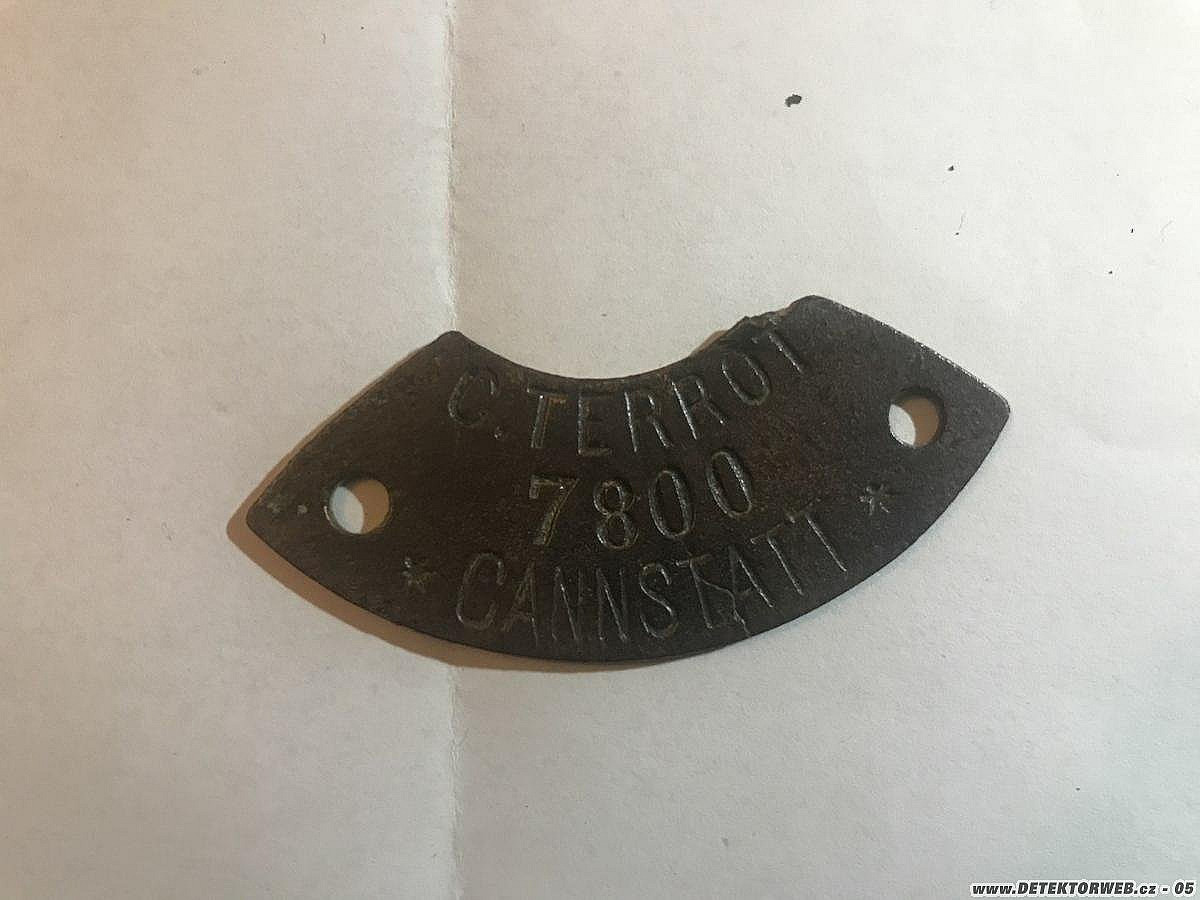 C. TERROT
7800
* CANNSTATT *
www.DETEKTORWEB.cz - 05